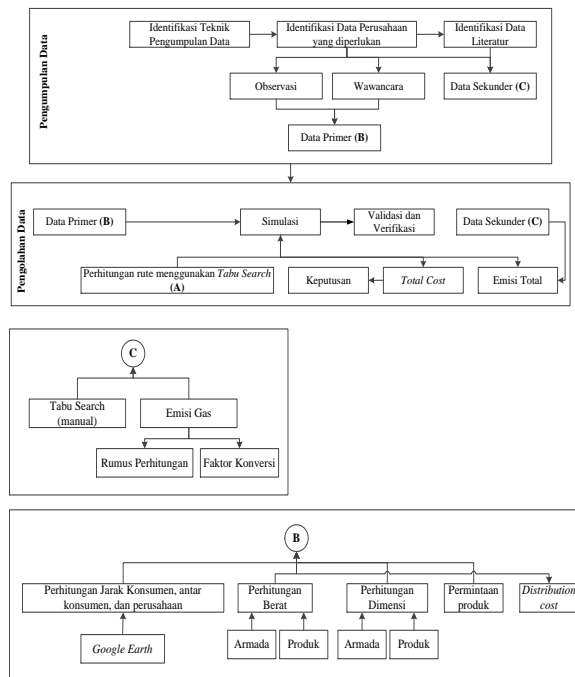 Pengumpulan Data
Identifikasi Teknik
Pengumpulan Data
Identifikasi Data Perusahaan
yang diperlukan
Identifikasi Data
Literatur
Observasi
Wawancara
Data Sekunder (C)
Data Primer (B)
Pengolahan Data
Data Primer (B)
Simulasi
Validasi dan
Verifikasi
Data Sekunder (C)
Perhitungan rute menggunakan Tabu Search
(A)
Keputusan
Total Cost
Emisi Total
C
Tabu Search
(manual)
Emisi Gas
Rumus Perhitungan
Faktor Konversi
B
Perhitungan Jarak Konsumen, antar
konsumen, dan perusahaan
Perhitungan
Berat
Perhitungan
Dimensi
Permintaan
produk
Distribution
cost
Google Earth
Armada
Produk
Armada
Produk